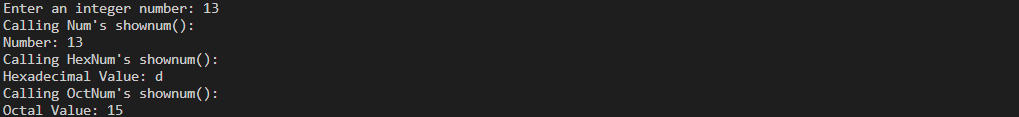 Enter an integer number: 13
Calling Num's shownum():
Number: 13
Calling HexNum's shownum():
Hexadecimal Value: d
Calling OctNum's shownum():
Octal Value: 15